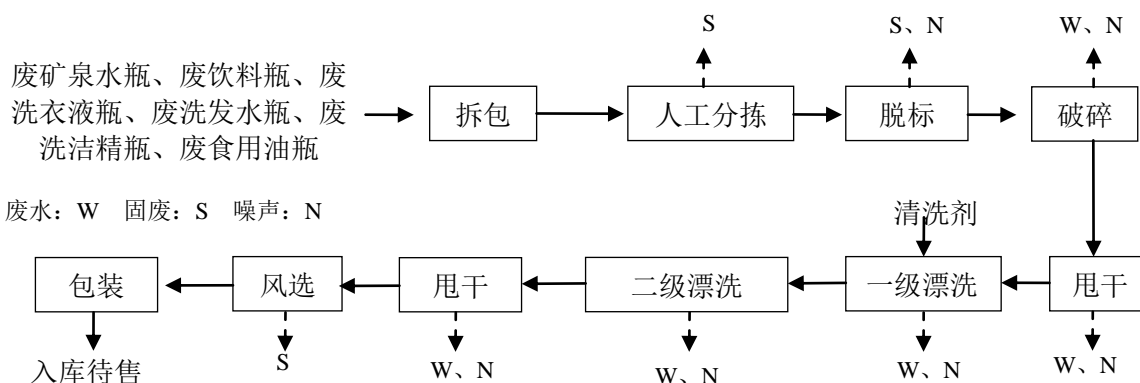 S
S、N
W、N
废矿泉水瓶、废饮料瓶、废
洗衣液瓶、废洗发水瓶、废
洗洁精瓶、废食用油瓶
拆包
人工分拣
脱标
破碎
废水：W 固废：S 噪声：N
清洗剂
包装
风选
甩干
二级漂洗
一级漂洗
甩干
入库待售
S
W、N
W、N
W、N
W、N